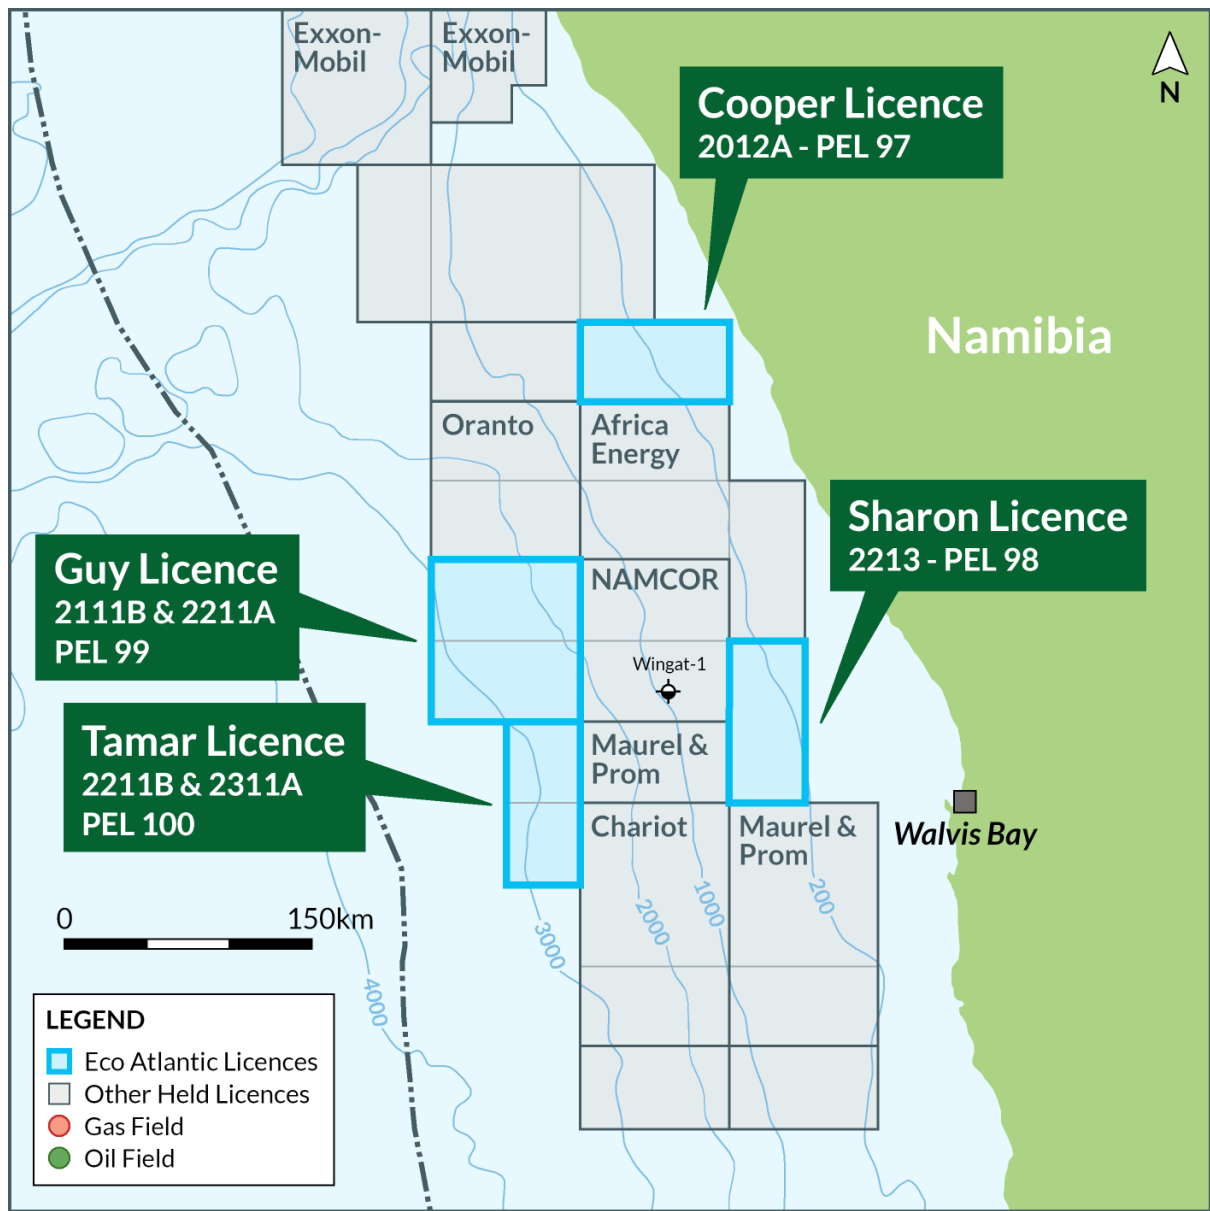 Exxon-
Mobil
Exxon-
Mobil
N
Cooper Licence
2012A - PEL 97
Namibia
Oranto
Africa
Energy
Sharon Licence
2213 - PEL 98
Guy Licence
2111B & 2211A
PEL 99
NAMCOR
Wingat-1
Tamar Licence
2211B & 2311A
PEL 100
Maurel &
Prom
Chariot
Maurel &
Prom
Walvis Bay
0 150km
200
1000
2000
3000
4000
LEGEND
Eco Atlantic Licences
Other Held Licences
Gas Field
Oil Field